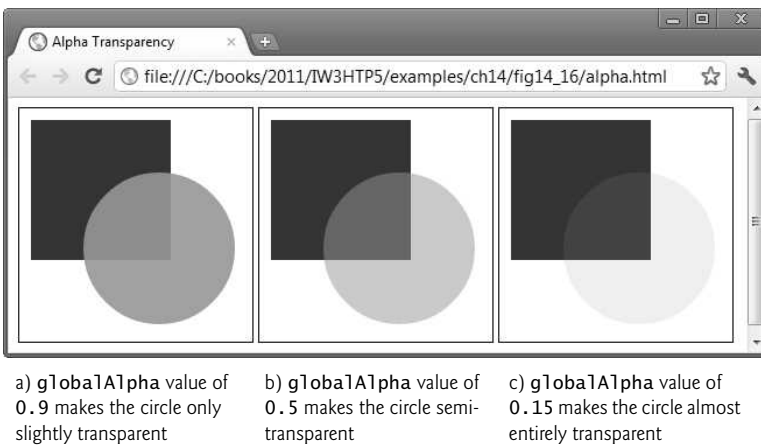 Alpha Transparency
file:///C:/books/2011/IW3HTP5/examples/ch14/fig14_16/alpha.html
a) globalAlpha value of
0.9 makes the circle only
slightly transparent
b) globalAlpha value of
0.5 makes the circle semi-
transparent
c) globalAlpha value of
0.15 makes the circle almost
entirely transparent